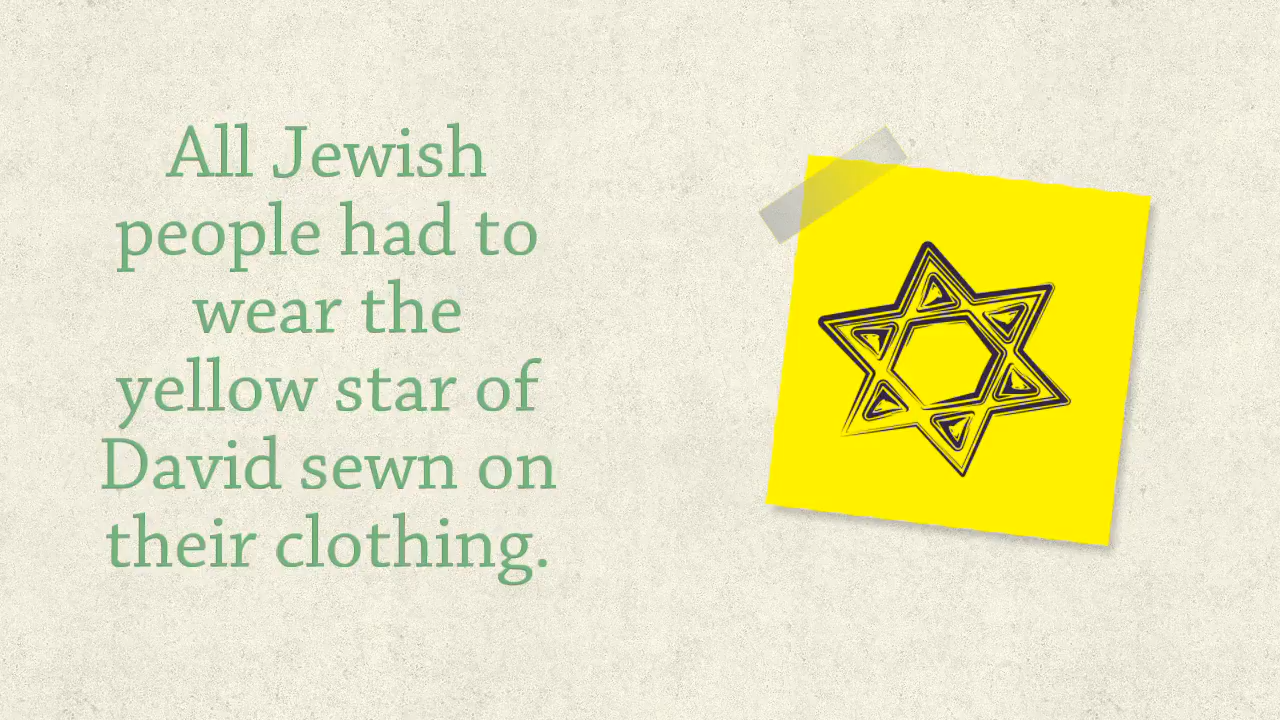 All Jewish
people had to
wear the
yellow star of
David sewn on
their clothing.